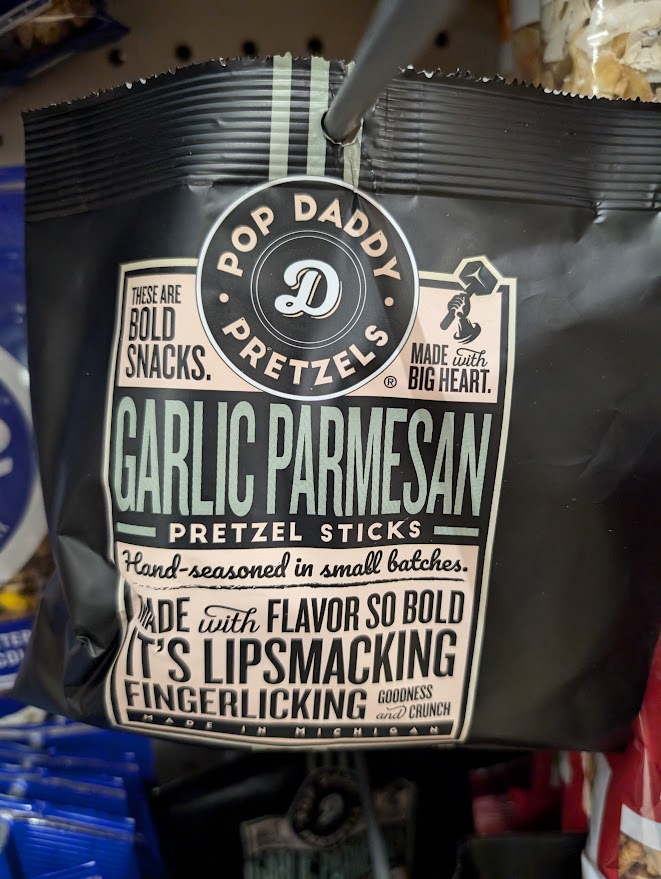 POP DADDY
D
PRETZELS
®
THESE ARE
BOLD
SNACKS.
MADE with
BIG HEART.
GARLIC PARMESAN
PRETZEL STICKS
Hand-seasoned in small batches.
MADE with FLAVOR SO BOLD
IT'S LIPSMACKING
FINGERLICKING GOODNESS and CRUNCH
MADE IN MICHIGAN